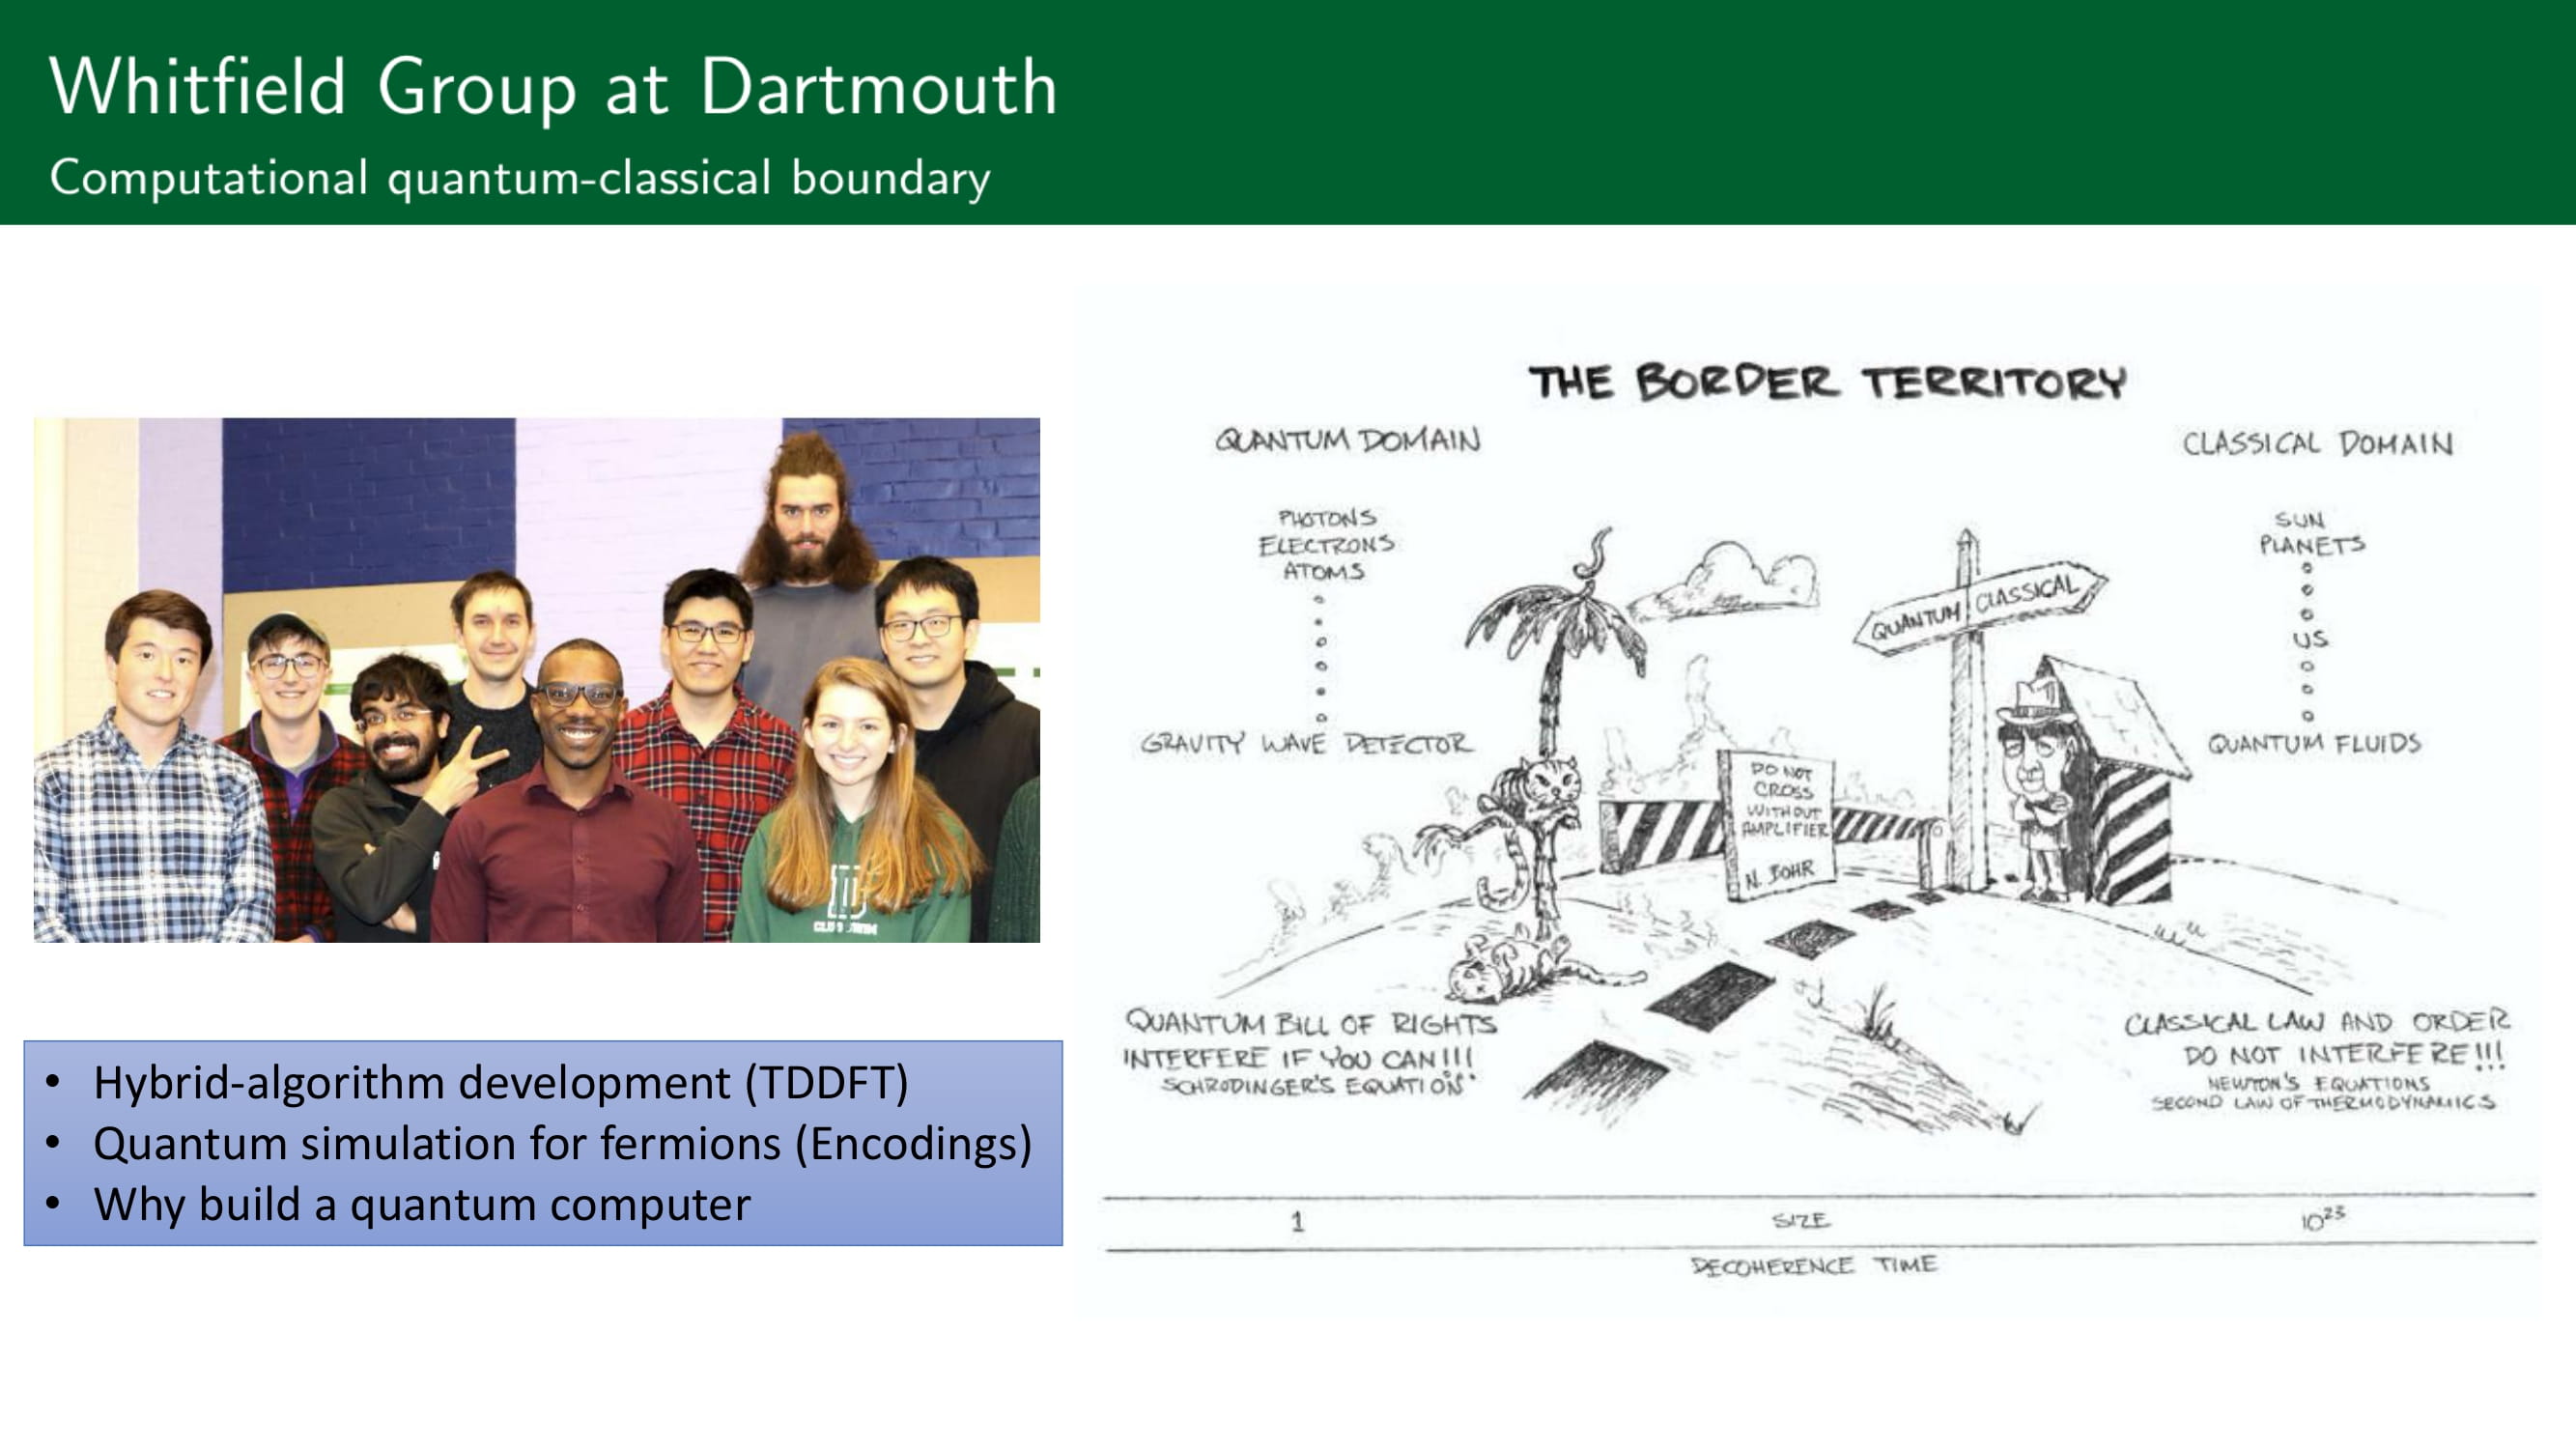 Whitfield Group at Dartmouth
Computational quantum-classical boundary
• Hybrid-algorithm development (TDDFT)
• Quantum simulation for fermions (Encodings)
• Why build a quantum computer
THE BORDER TERRITORY
QUANTUM DOMAIN
CLASSICAL DOMAIN
PHOTONS
ELECTRONS
ATOMS
GRAVITY WAVE DETECTOR
SUN
PLANETS
US
QUANTUM FLUIDS
QUANTUM CLASSICAL
DO NOT
CROSS
WITHOUT
AMPLIFIER
N. BOHR
QUANTUM BILL OF RIGHTS
INTERFERE IF YOU CAN!!!
SCHRODINGER'S EQUATION
CLASSICAL LAW AND ORDER
DO NOT INTERFERE!!!
NEWTON'S EQUATIONS
SECOND LAW OF THERMODYNAMICS
1
SIZE
10²³
DECOHERENCE TIME